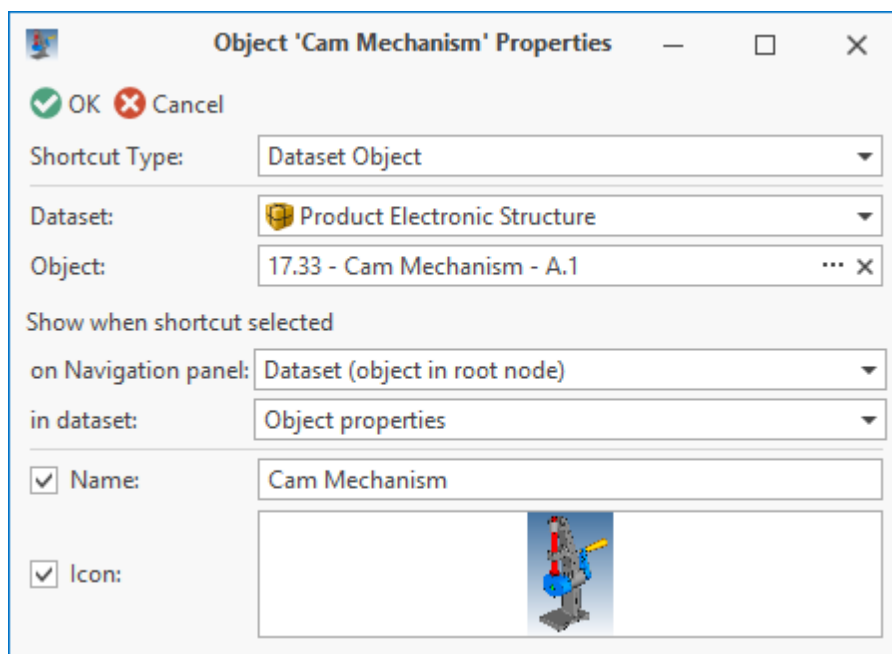 Object 'Cam Mechanism' Properties
OK Cancel
Shortcut Type: Dataset Object
Dataset: Product Electronic Structure
Object: 17.33 - Cam Mechanism - A.1
Show when shortcut selected
on Navigation panel: Dataset (object in root node)
in dataset: Object properties
Name: Cam Mechanism
Icon: